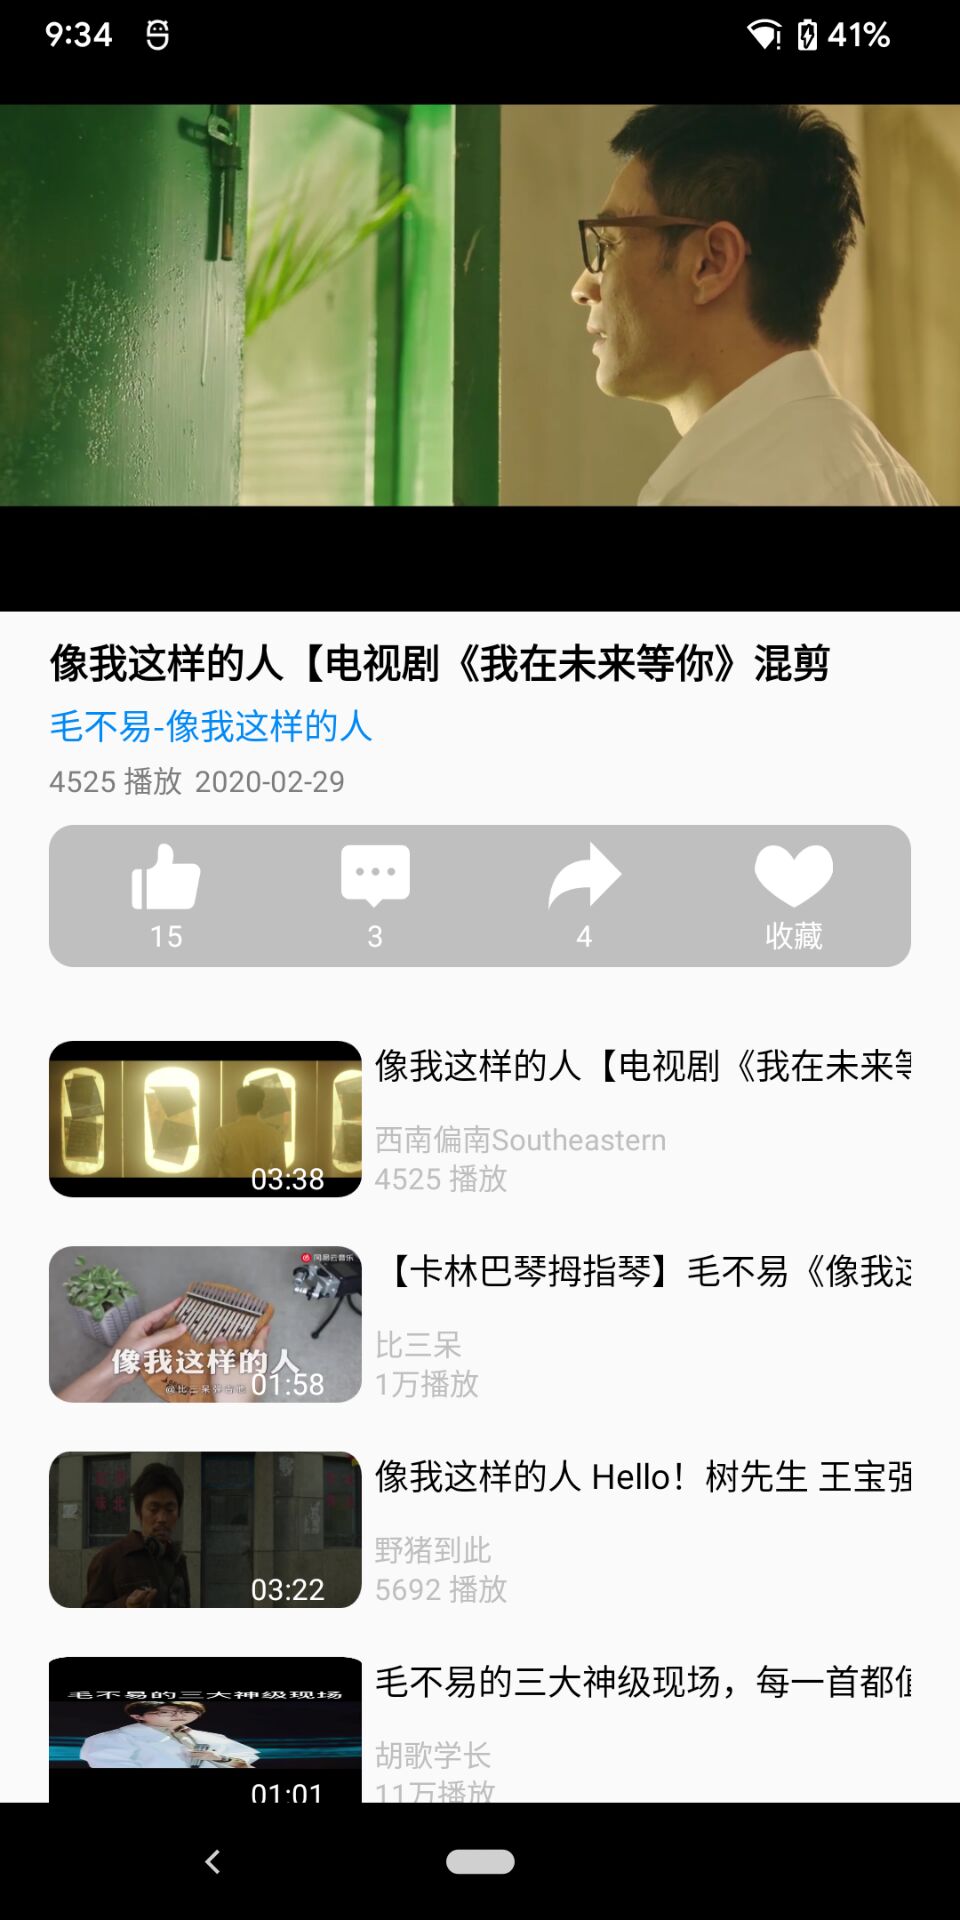 9:34
41%
像我这样的人【电视剧《我在未来等你》混剪
毛不易-像我这样的人
4525 播放 2020-02-29
15
3
4
收藏
03:38
像我这样的人【电视剧《我在未来等
西南偏南Southeastern
4525 播放
网易云音乐
像我这样的人
01:58
【卡林巴琴拇指琴】毛不易《像我这
比三呆
1万播放
03:22
像我这样的人 Hello！树先生 王宝强
野猪到此
5692 播放
毛不易的三大神级现场
01:01
毛不易的三大神级现场，每一首都值
胡歌学长
11万播放